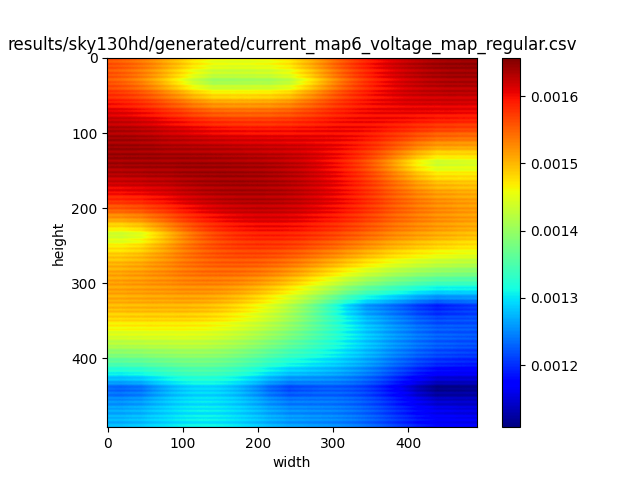 results/sky130hd/generated/current_map6_voltage_map_regular.csv
0
100
200
300
400
height
0 100 200 300 400
width
0.0016
0.0015
0.0014
0.0013
0.0012